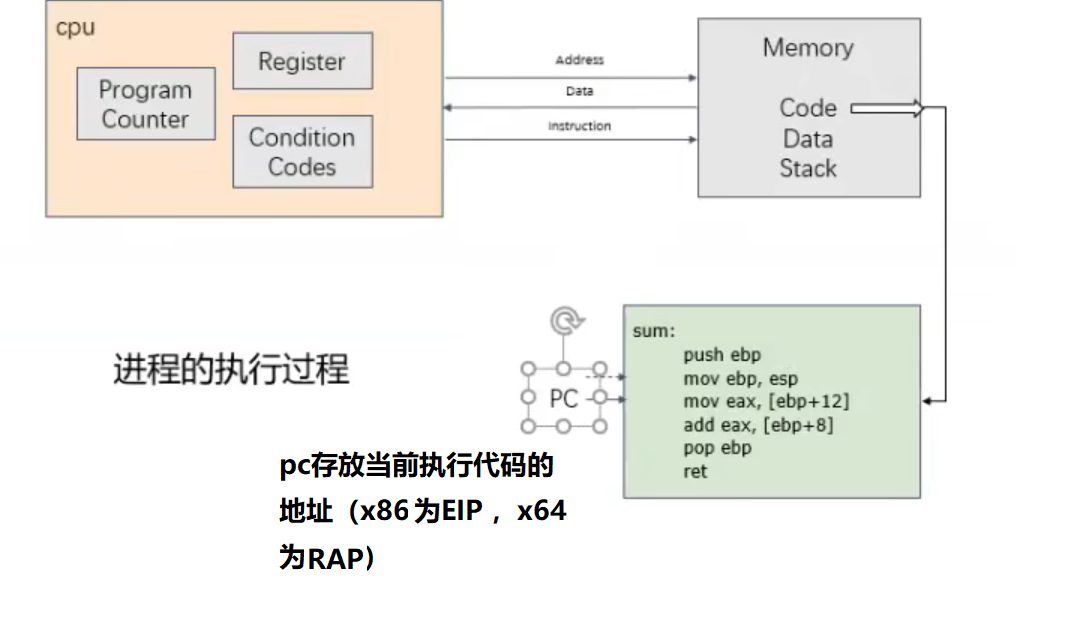 cpu
Program
Counter
Register
Condition
Codes
Address
Data
Instruction
Memory
Code
Data
Stack
进程的执行过程
PC
sum:
push ebp
mov ebp, esp
mov eax, [ebp+12]
add eax, [ebp+8]
pop ebp
ret
pc存放当前执行代码的
地址（x86为EIP ，x64
为RAP）